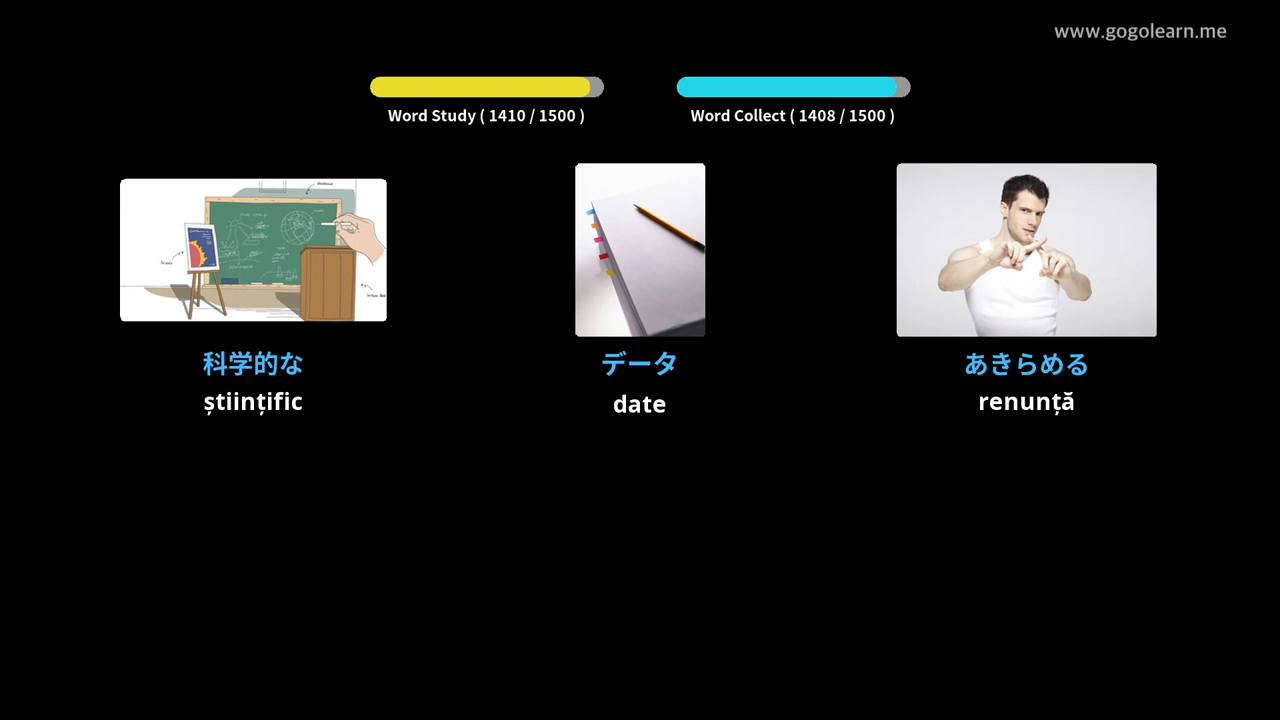 www.gogolearn.me
Word Study ( 1410 / 1500 )
Word Collect ( 1408 / 1500 )
科学的な
データ
あきらめる
științific
date
renunță